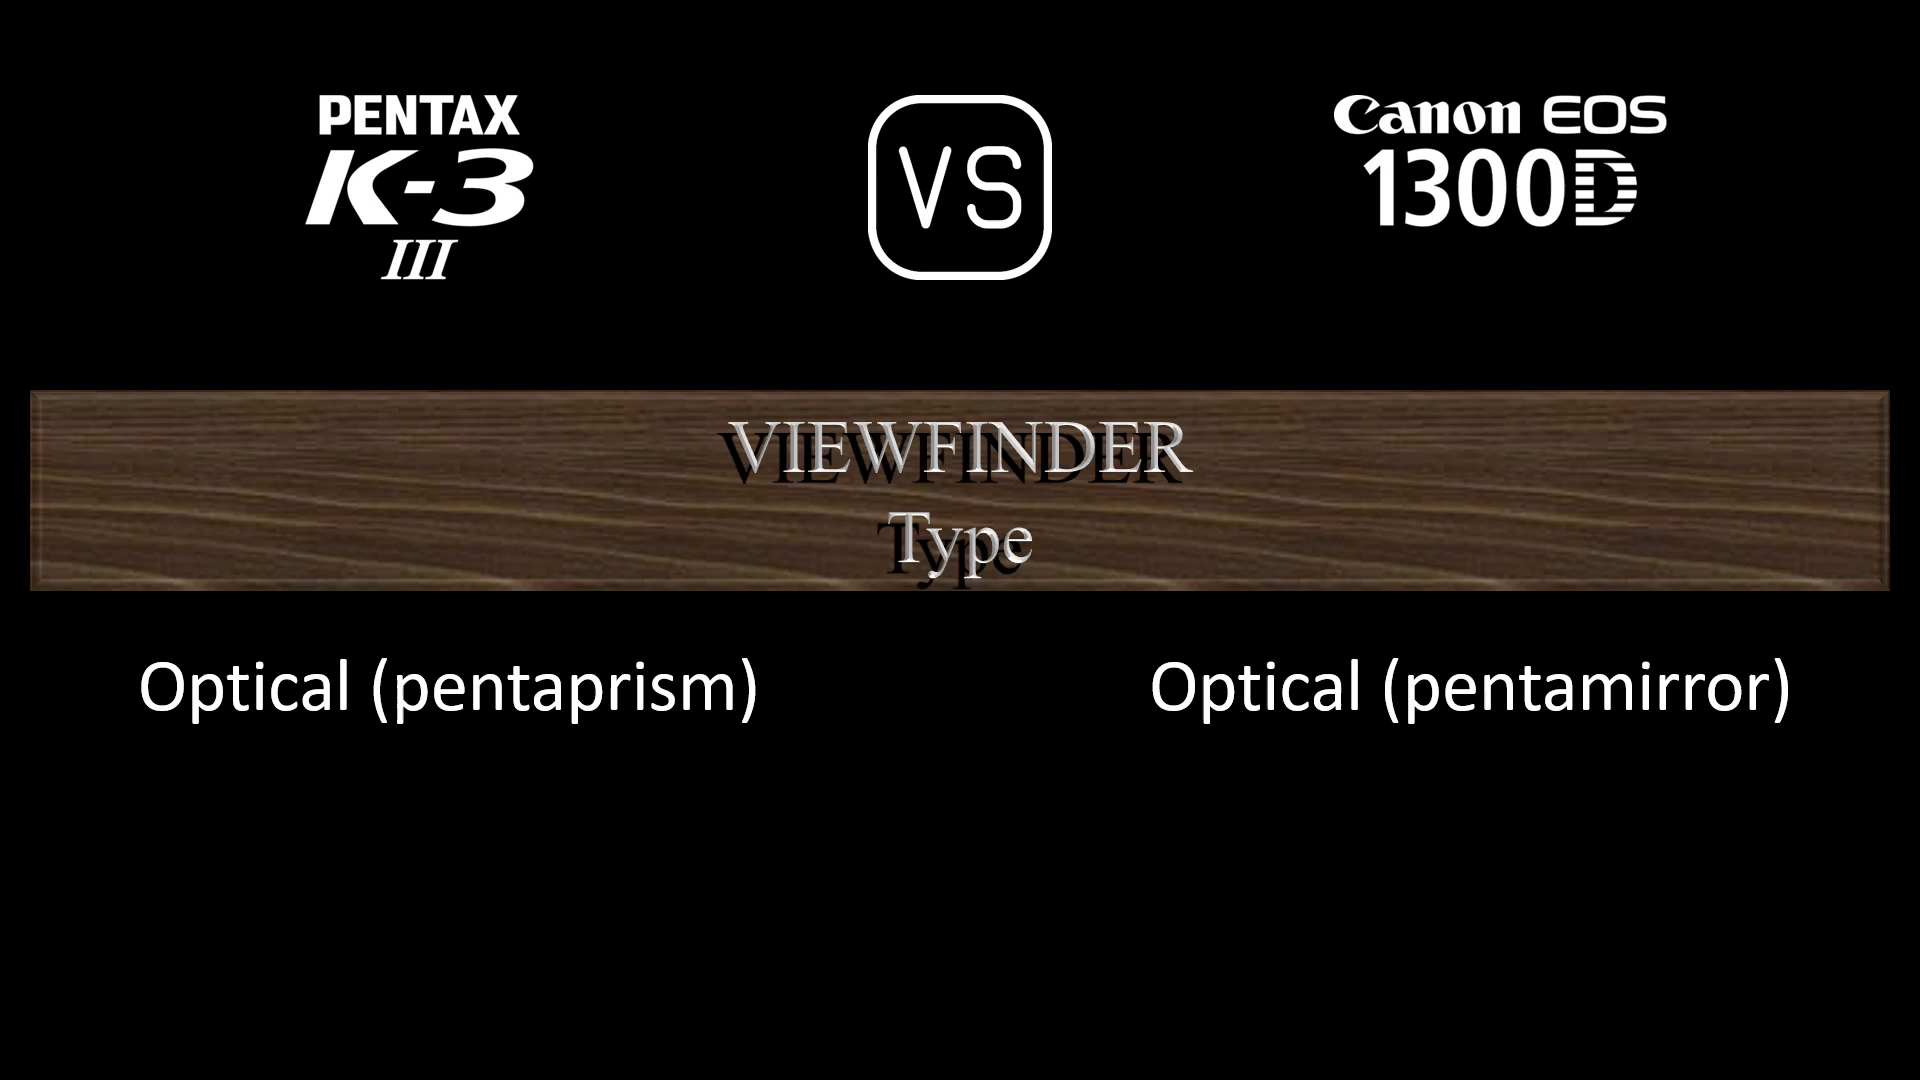 PENTAX
K-3
III
VS
Canon EOS
1300D
VIEWFINDER
Type
Optical (pentaprism)
Optical (pentamirror)